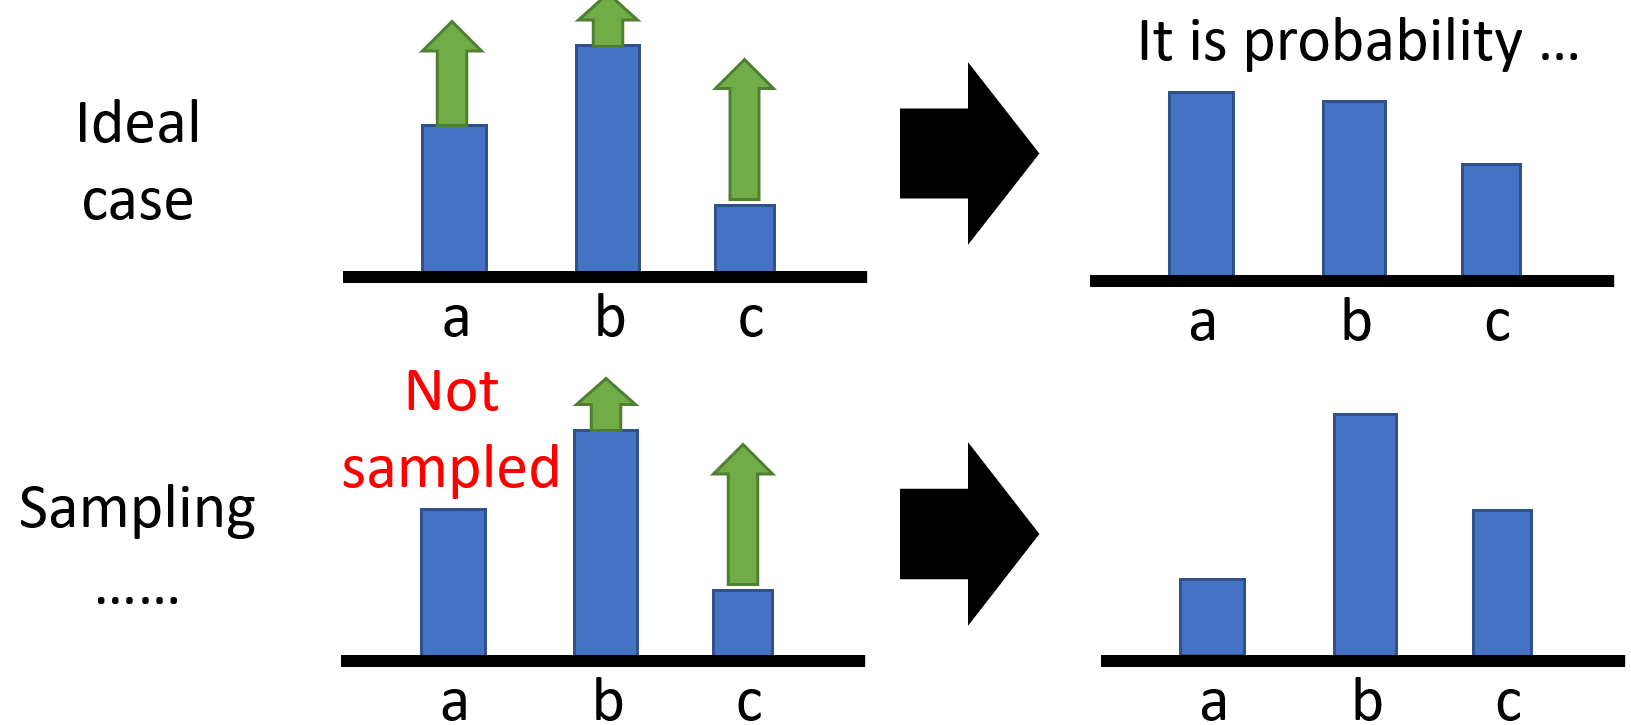 It is probability …
Ideal
case
a b c
a b c
Not
sampled
Sampling
……
a b c
a b c